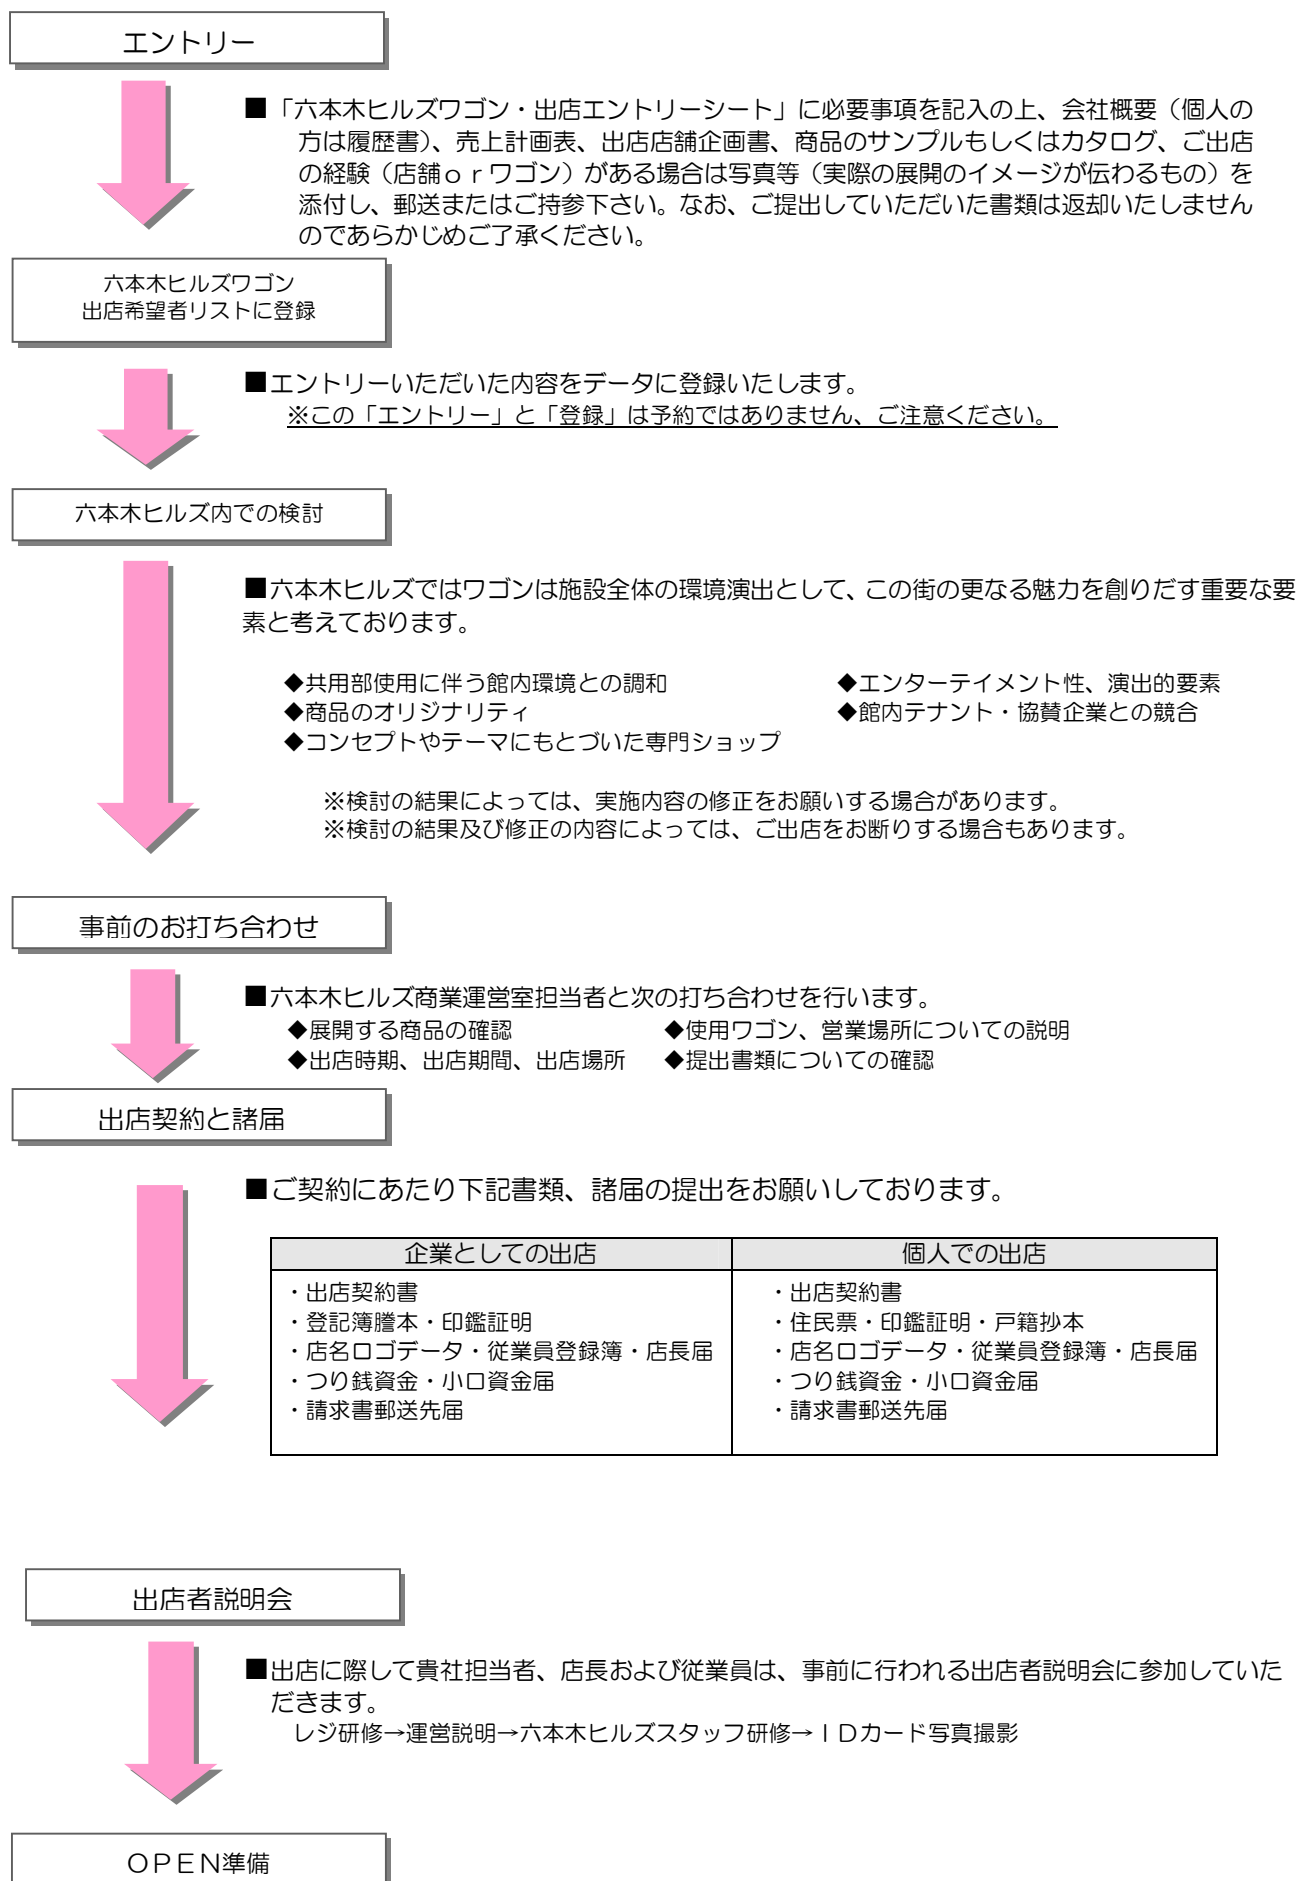 エントリー
■「六本木ヒルズワゴン・出店エントリーシート」に必要事項を記入の上、会社概要（個人の
方は履歴書）、売上計画表、出店店舗企画書、商品のサンプルもしくはカタログ、ご出店
の経験（店舗ｏｒワゴン）がある場合は写真等（実際の展開のイメージが伝わるもの）を
添付し、郵送またはご持参下さい。なお、ご提出していただいた書類は返却いたしません
のであらかじめご了承ください。
六本木ヒルズワゴン
出店希望者リストに登録
■エントリーいただいた内容をデータに登録いたします。
※この「エントリー」と「登録」は予約ではありません、ご注意ください。
六本木ヒルズ内での検討
■六本木ヒルズではワゴンは施設全体の環境演出として、この街の更なる魅力を創りだす重要な要
素と考えております。
◆共用部使用に伴う館内環境との調和　◆エンターテイメント性、演出的要素
◆商品のオリジナリティ　◆館内テナント・協賛企業との競合
◆コンセプトやテーマにもとづいた専門ショップ
※検討の結果によっては、実施内容の修正をお願いする場合があります。
※検討の結果及び修正の内容によっては、ご出店をお断りする場合もあります。
事前のお打ち合わせ
■六本木ヒルズ商業運営室担当者と次の打ち合わせを行います。
◆展開する商品の確認　◆使用ワゴン、営業場所についての説明
◆出店時期、出店期間、出店場所　◆提出書類についての確認
出店契約と諸届
■ご契約にあたり下記書類、諸届の提出をお願いしております。
企業としての出店　個人での出店
・出店契約書　・出店契約書
・登記簿謄本・印鑑証明　・住民票・印鑑証明・戸籍抄本
・店名ロゴデータ・従業員登録簿・店長届　・店名ロゴデータ・従業員登録簿・店長届
・つり銭資金・小口資金届　・つり銭資金・小口資金届
・請求書郵送先届　・請求書郵送先届
出店者説明会
■出店に際して貴社担当者、店長および従業員は、事前に行われる出店者説明会に参加していた
だきます。
レジ研修→運営説明→六本木ヒルズスタッフ研修→ＩＤカード写真撮影
ＯＰＥＮ準備